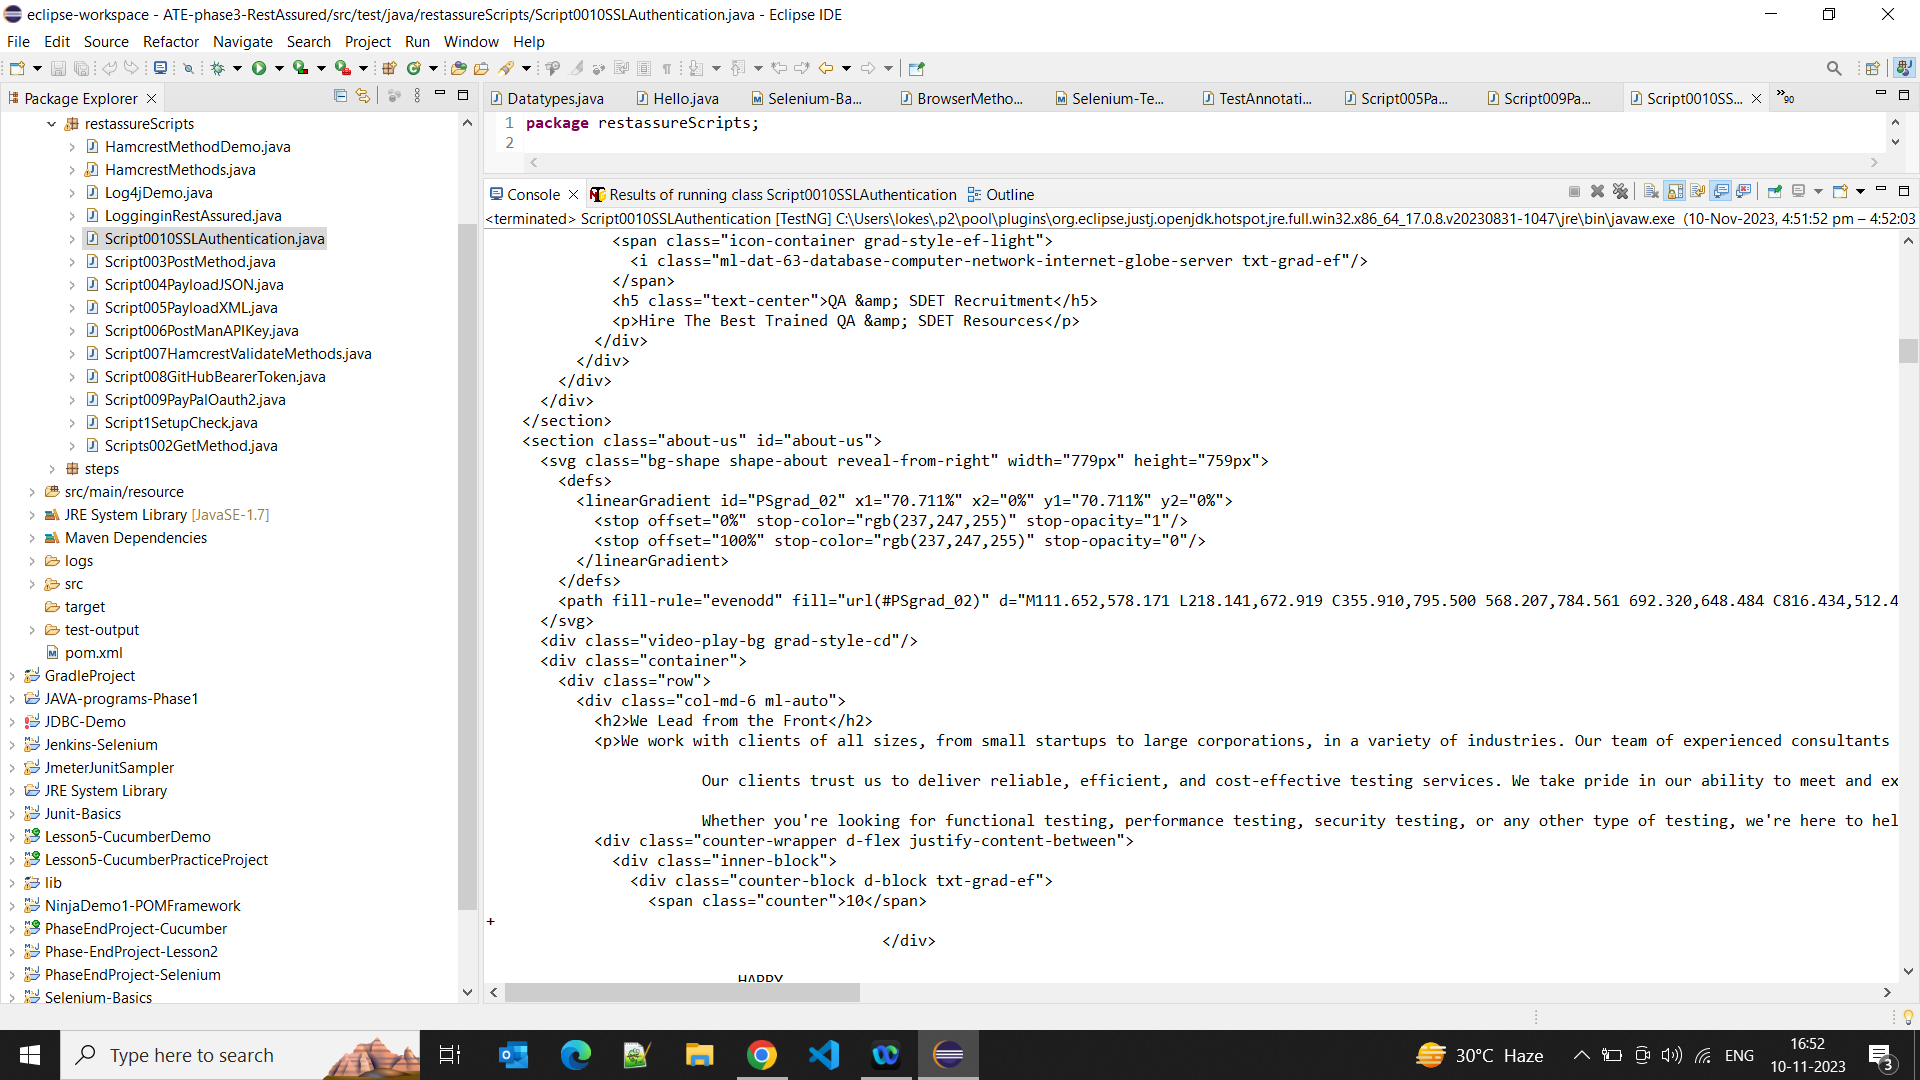 eclipse-workspace - ATE-phase3-RestAssured/src/test/java/restassureScripts/Script0010SSLAuthentication.java - Eclipse IDE
File Edit Source Refactor Navigate Search Project Run Window Help
Package Explorer
restassureScripts
HamcrestMethodDemo.java
HamcrestMethods.java
Log4jDemo.java
LogginginRestAssured.java
Script0010SSLAuthentication.java
Script003PostMethod.java
Script004PayloadJSON.java
Script005PayloadXML.java
Script006PostManAPIKey.java
Script007HamcrestValidateMethods.java
Script008GitHubBearerToken.java
Script009PayPalOauth2.java
Script1SetupCheck.java
Scripts002GetMethod.java
steps
src/main/resource
JRE System Library [JavaSE-1.7]
Maven Dependencies
logs
src
target
test-output
pom.xml
GradleProject
JAVA-programs-Phase1
JDBC-Demo
Jenkins-Selenium
JmeterJunitSampler
JRE System Library
Junit-Basics
Lesson5-CucumberDemo
Lesson5-CucumberPracticeProject
lib
NinjaDemo1-POMFramework
PhaseEndProject-Cucumber
Phase-EndProject-Lesson2
PhaseEndProject-Selenium
Selenium-Basics
Datatypes.java Hello.java Selenium-Ba... BrowserMetho... Selenium-Te... TestAnnotati... Script005Pa... Script009Pa... Script0010SS... »90
1 package restassureScripts;
2
Console Results of running class Script0010SSLAuthentication Outline
<terminated> Script0010SSLAuthentication [TestNG] C:\Users\lokes\.p2\pool\plugins\org.eclipse.justj.openjdk.hotspot.jre.full.win32.x86_64_17.0.8.v20230831-1047\jre\bin\javaw.exe (10-Nov-2023, 4:51:52 pm – 4:52:03
<span class="icon-container grad-style-ef-light">
<i class="ml-dat-63-database-computer-network-internet-globe-server txt-grad-ef"/>
</span>
<h5 class="text-center">QA &amp; SDET Recruitment</h5>
<p>Hire The Best Trained QA &amp; SDET Resources</p>
</div>
</div>
</div>
</div>
</section>
<section class="about-us" id="about-us">
<svg class="bg-shape shape-about reveal-from-right" width="779px" height="759px">
<defs>
<linearGradient id="PSgrad_02" x1="70.711%" x2="0%" y1="70.711%" y2="0%">
<stop offset="0%" stop-color="rgb(237,247,255)" stop-opacity="1"/>
<stop offset="100%" stop-color="rgb(237,247,255)" stop-opacity="0"/>
</linearGradient>
</defs>
<path fill-rule="evenodd" fill="url(#PSgrad_02)" d="M111.652,578.171 L218.141,672.919 C355.910,795.500 568.207,784.561 692.320,648.484 C816.434,512.4
</svg>
<div class="video-play-bg grad-style-cd"/>
<div class="container">
<div class="row">
<div class="col-md-6 ml-auto">
<h2>We Lead from the Front</h2>
<p>We work with clients of all sizes, from small startups to large corporations, in a variety of industries. Our team of experienced consultants
Our clients trust us to deliver reliable, efficient, and cost-effective testing services. We take pride in our ability to meet and ex
Whether you're looking for functional testing, performance testing, security testing, or any other type of testing, we're here to hel
<div class="counter-wrapper d-flex justify-content-between">
<div class="inner-block">
<div class="counter-block d-block txt-grad-ef">
<span class="counter">10</span>
+
</div>
HAPPY
Type here to search
30°C Haze
ENG
16:52
10-11-2023
3